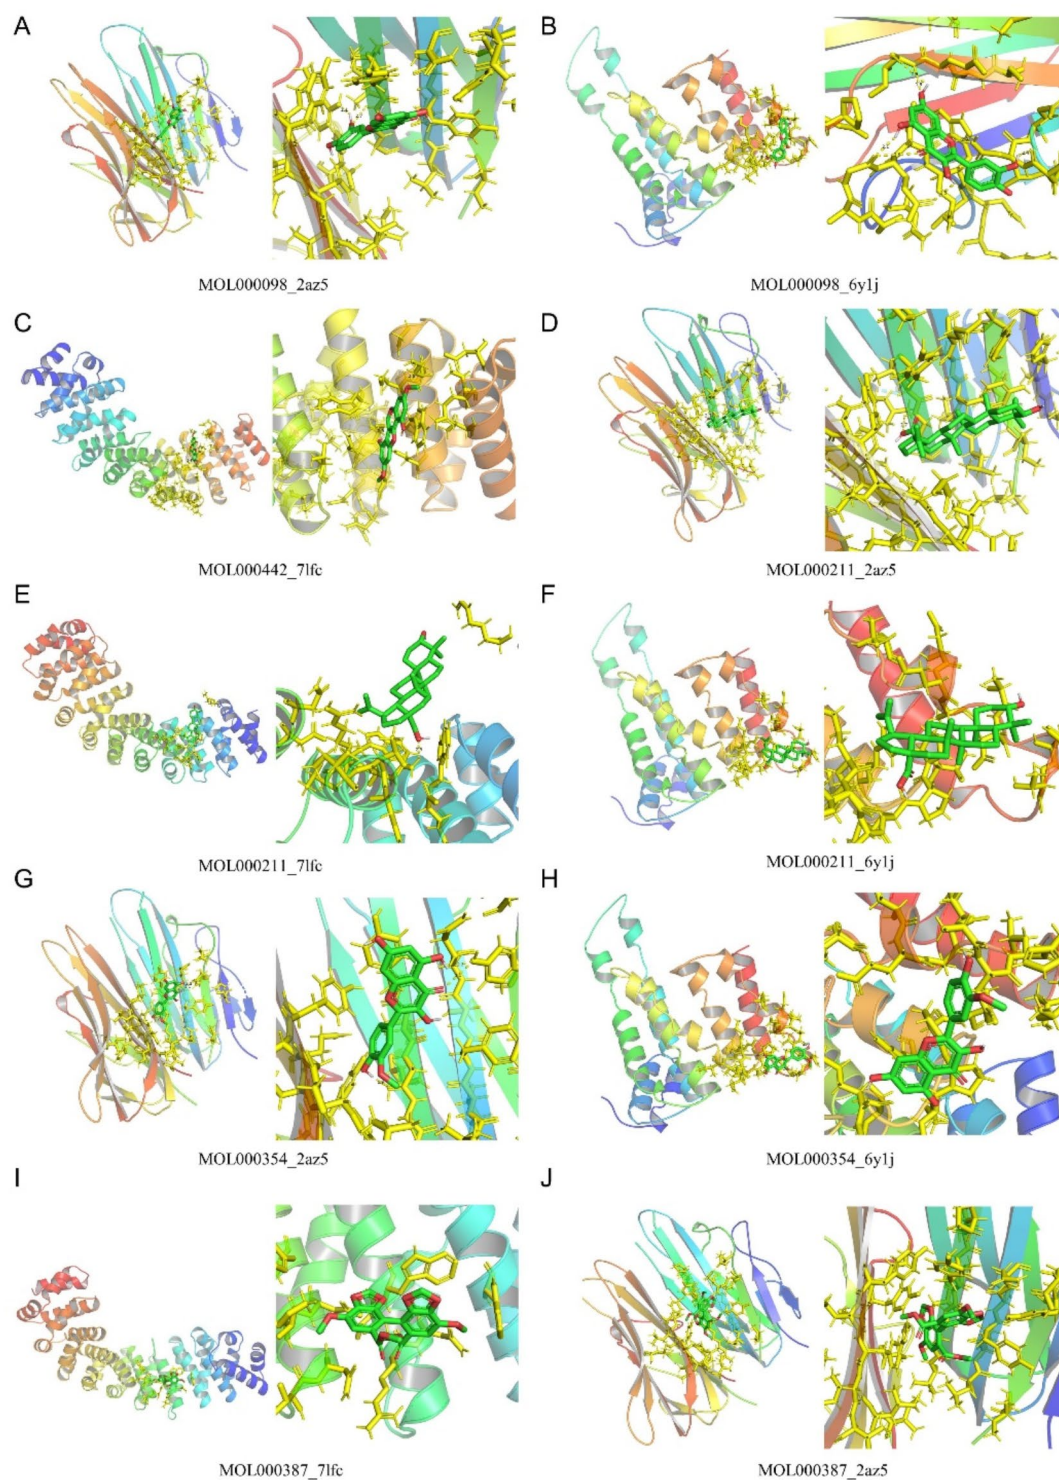 A
B
MOL000098_2az5
MOL000098_6y1j
C
D
MOL000442_7lfc
MOL000211_2az5
E
F
MOL000211_7lfc
MOL000211_6y1j
G
H
MOL000354_2az5
MOL000354_6y1j
I
J
MOL000387_7lfc
MOL000387_2az5